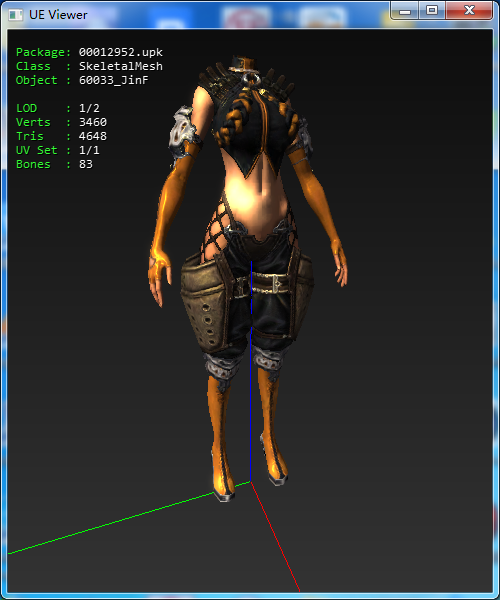 UE Viewer
Package: 00012952.upk
Class : SkeletalMesh
Object : 60033_JinF
LOD : 1/2
Verts : 3460
Tris : 4648
UV Set : 1/1
Bones : 83